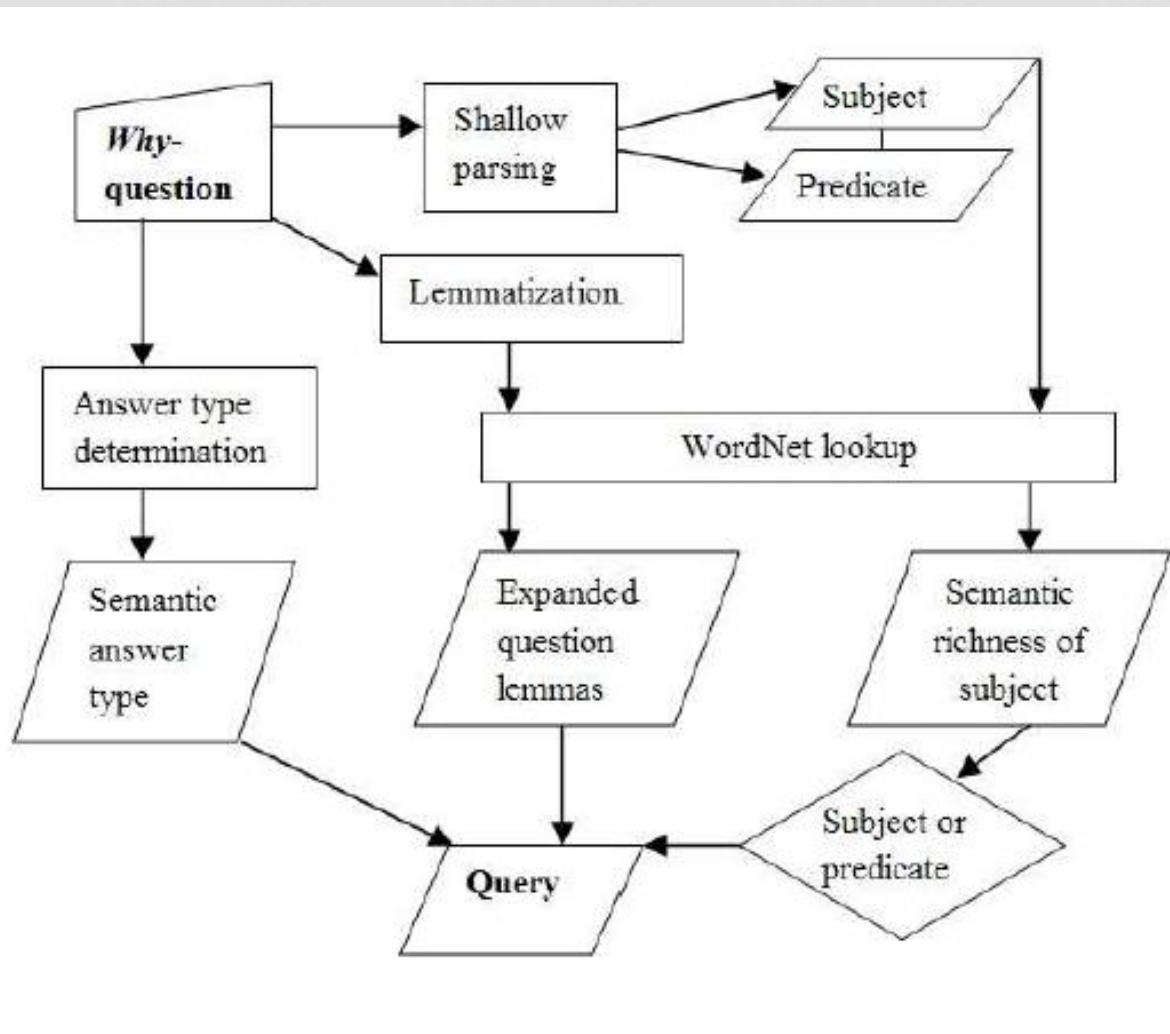 Why-
question
Shallow
parsing
Subject
Predicate
Lemmatization
Answer type
determination
WordNet lookup
Semantic
answer
type
Expanded
question
lemmas
Semantic
richness of
subject
Subject or
predicate
Query